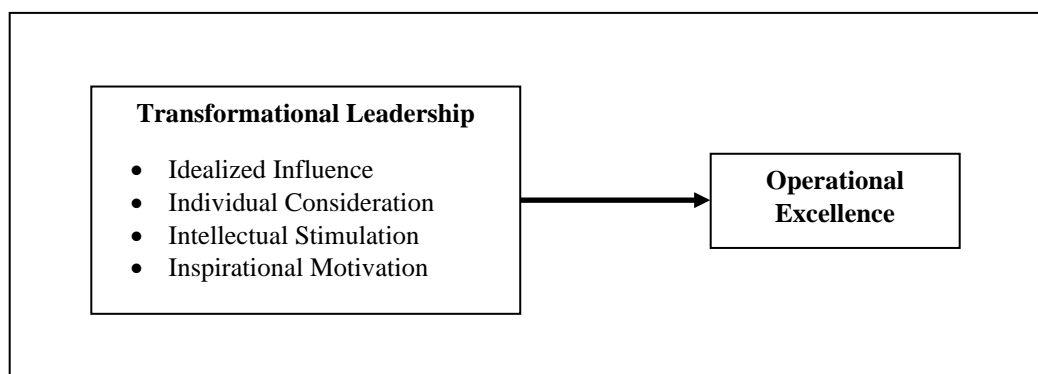 Transformational Leadership
• Idealized Influence
• Individual Consideration
• Intellectual Stimulation
• Inspirational Motivation
Operational
Excellence